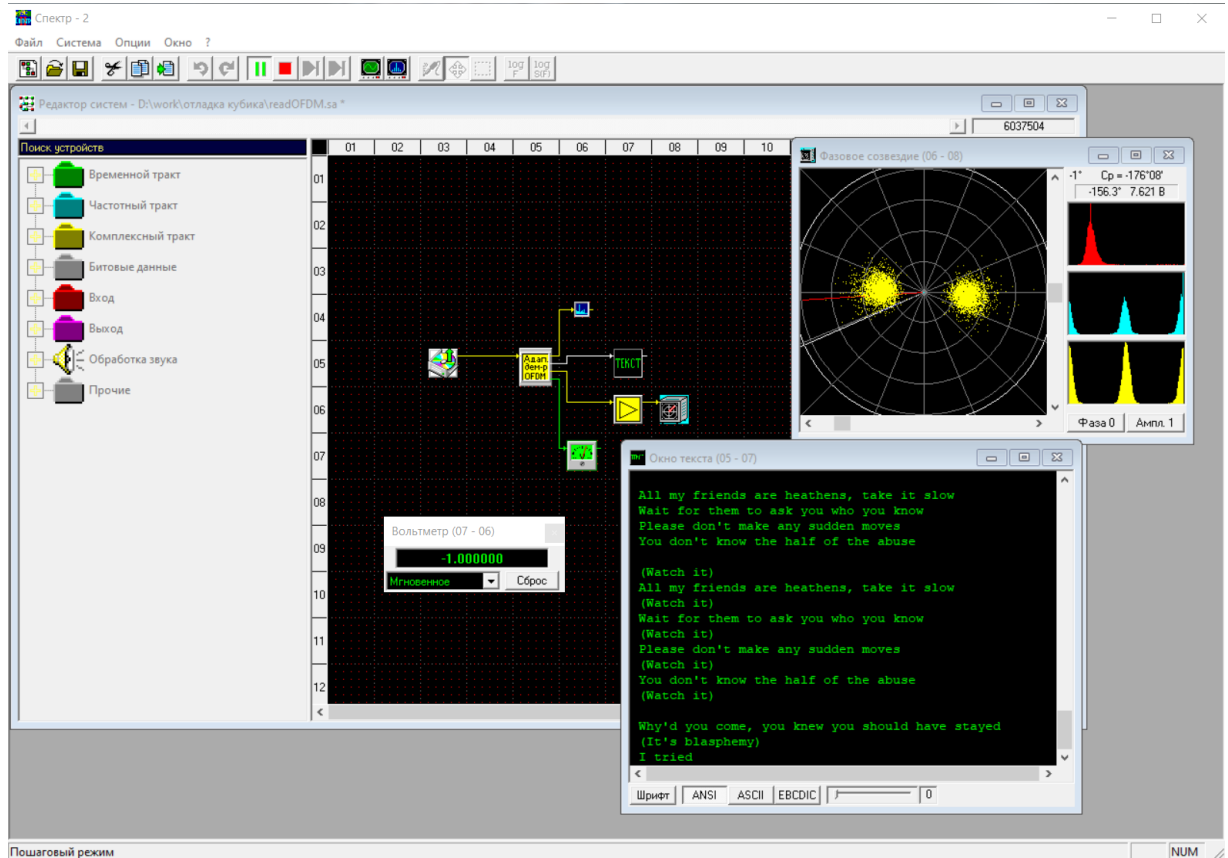 Спектр - 2
Файл Система Опции Окно ?
log F
log S(F)
Редактор систем - D:\work\отладка кубика\readOFDM.sa *
6037504
Поиск устройств
Временной тракт
Частотный тракт
Комплексный тракт
Битовые данные
Вход
Выход
Обработка звука
Прочие
01 02 03 04 05 06 07 08 09 10
01
02
03
04
05
06
07
08
09
10
11
12
Адап. дем-р OFDM
ТЕКСТ
Фазовое созвездие (06 - 08)
-1° Ср = -176°08'
-156.3° 7.621 В
Фаза 0 Ампл. 1
Вольтметр (07 - 06)
-1.000000
Мгновенное Сброс
Окно текста (05 - 07)
All my friends are heathens, take it slow
Wait for them to ask you who you know
Please don't make any sudden moves
You don't know the half of the abuse
(Watch it)
All my friends are heathens, take it slow
(Watch it)
Wait for them to ask you who you know
(Watch it)
Please don't make any sudden moves
(Watch it)
You don't know the half of the abuse
(Watch it)
Why'd you come, you knew you should have stayed
(It's blasphemy)
I tried
Шрифт ANSI ASCII EBCDIC 0
Пошаговый режим
NUM